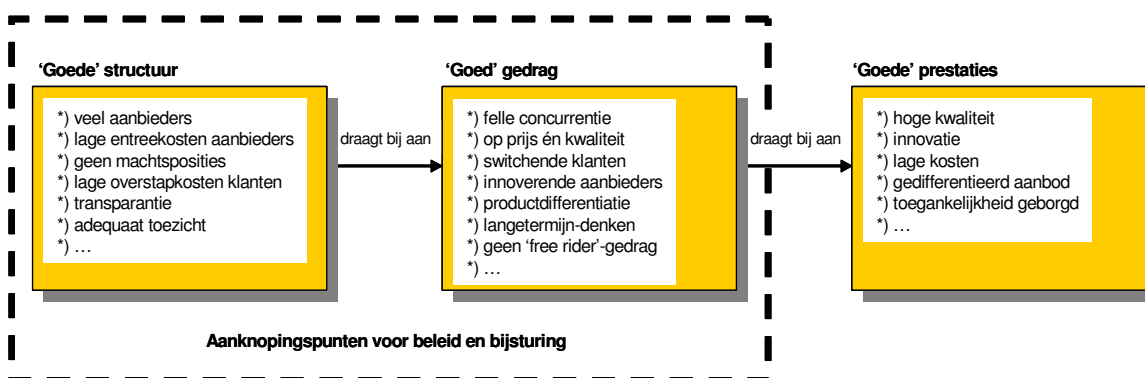 ‘Goede’ structuur
*) veel aanbieders
*) lage entreekosten aanbieders
*) geen machtsposities
*) lage overstapkosten klanten
*) transparantie
*) adequaat toezicht
*) …
draagt bij aan
‘Goed’ gedrag
*) felle concurrentie
*) op prijs én kwaliteit
*) switchende klanten
*) innoverende aanbieders
*) productdifferentiatie
*) langetermijn-denken
*) geen ‘free rider’-gedrag
*) …
draagt bij aan
‘Goede’ prestaties
*) hoge kwaliteit
*) innovatie
*) lage kosten
*) gedifferentieerd aanbod
*) toegankelijkheid geborgd
*) …
Aanknopingspunten voor beleid en bijsturing